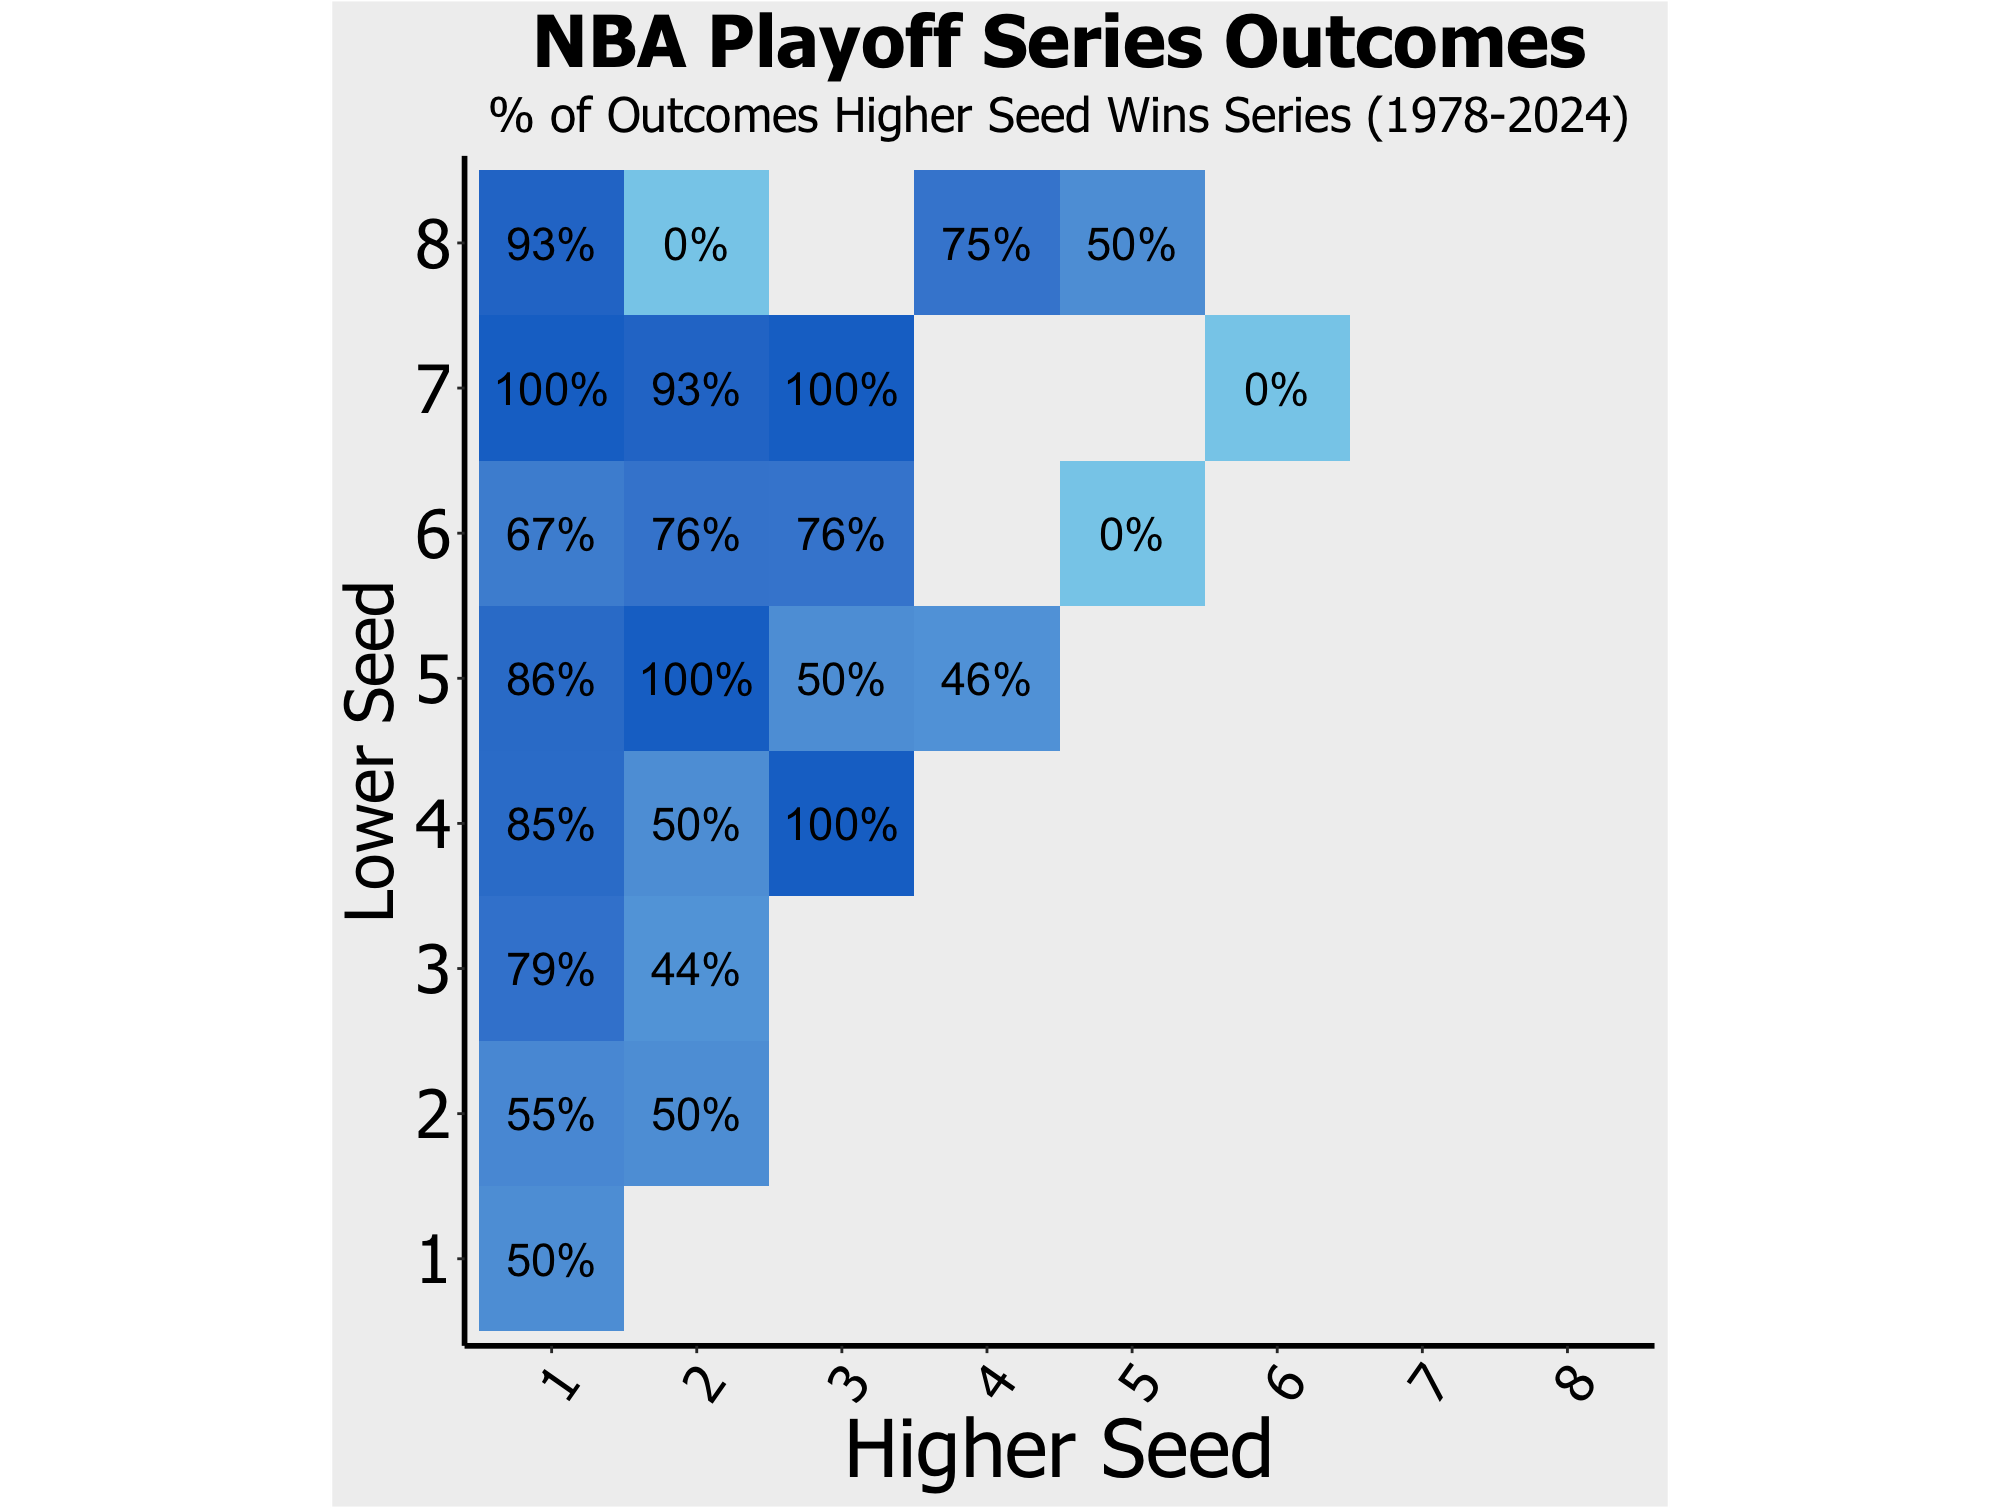 NBA Playoff Series Outcomes
% of Outcomes Higher Seed Wins Series (1978-2024)
Lower Seed
8 93% 0% 75% 50%
7 100% 93% 100% 0%
6 67% 76% 76% 0%
5 86% 100% 50% 46%
4 85% 50% 100%
3 79% 44%
2 55% 50%
1 50%
1 2 3 4 5 6 7 8
Higher Seed